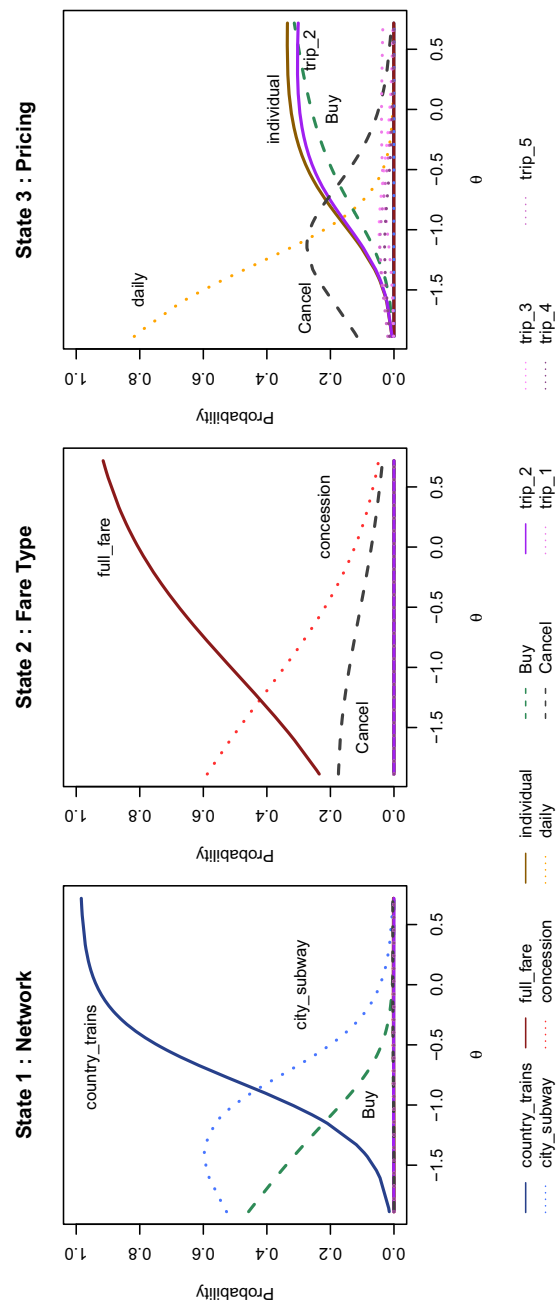 State 1 : Network
Probability
1.0
0.8
0.6
0.4
0.2
0.0
country_trains
city_subway
Buy
−1.5 −1.0 −0.5 0.0 0.5
θ
State 2 : Fare Type
Probability
1.0
0.8
0.6
0.4
0.2
0.0
full_fare
concession
Cancel
−1.5 −1.0 −0.5 0.0 0.5
θ
State 3 : Pricing
Probability
1.0
0.8
0.6
0.4
0.2
0.0
daily
individual
trip_2
Buy
Cancel
−1.5 −1.0 −0.5 0.0 0.5
θ
country_trains full_fare individual Buy trip_2 trip_3 trip_5
city_subway concession daily Cancel trip_1 trip_4